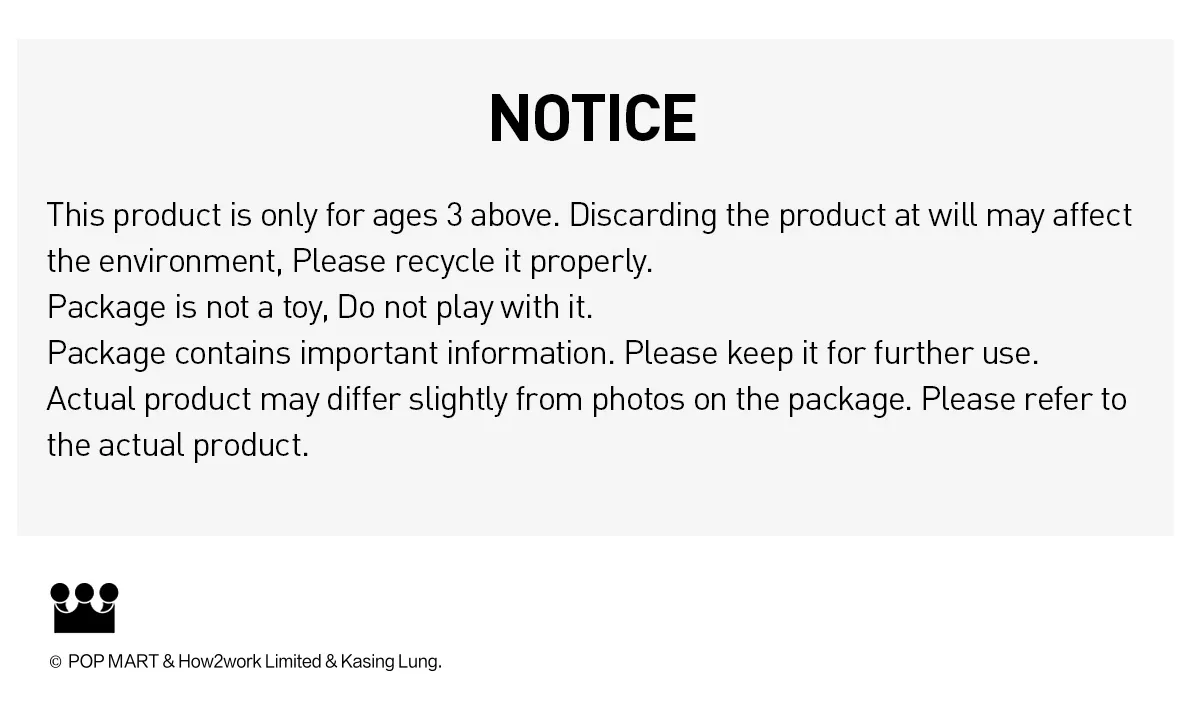 NOTICE
This product is only for ages 3 above. Discarding the product at will may affect
the environment, Please recycle it properly.
Package is not a toy, Do not play with it.
Package contains important information. Please keep it for further use.
Actual product may differ slightly from photos on the package. Please refer to
the actual product.
© POP MART & How2work Limited & Kasing Lung.